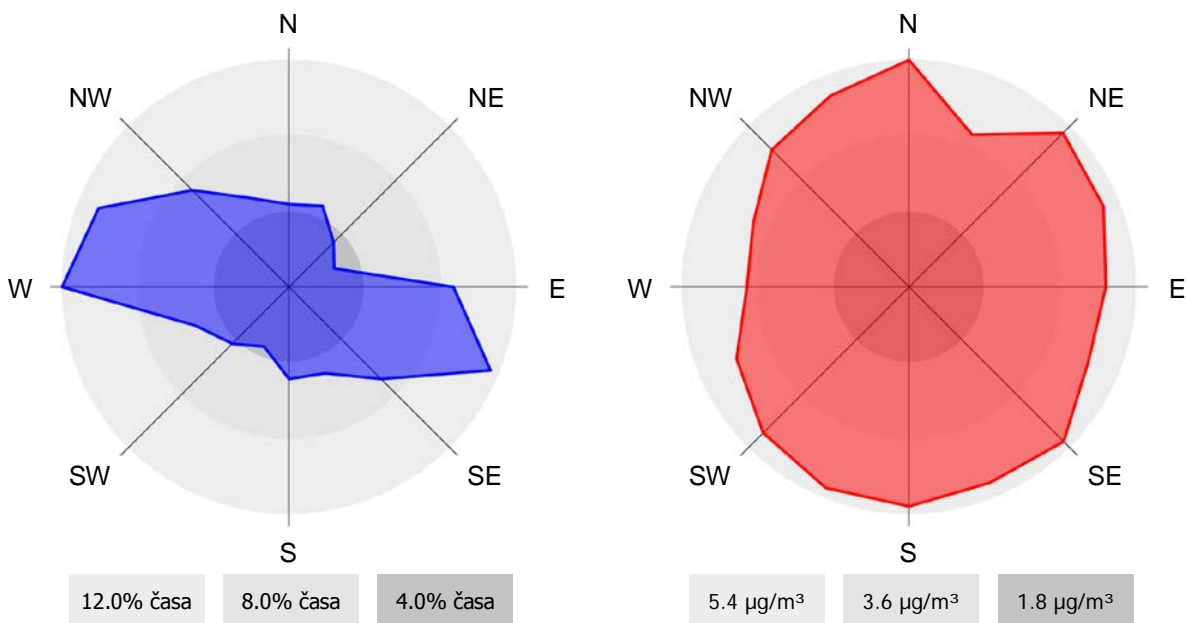 N
NW
NE
W
E
SW
SE
S
12.0% časa
8.0% časa
4.0% časa
N
NW
NE
W
E
SW
SE
S
5.4 µg/m³
3.6 µg/m³
1.8 µg/m³